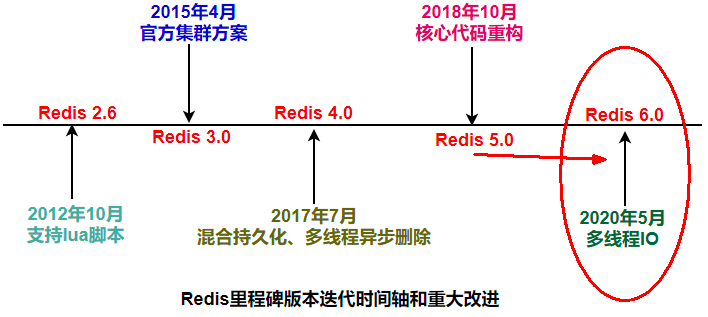 2015年4月
官方集群方案
2018年10月
核心代码重构
Redis 2.6
Redis 4.0
Redis 6.0
Redis 3.0
Redis 5.0
2012年10月
支持lua脚本
2017年7月
混合持久化、多线程异步删除
2020年5月
多线程IO
Redis里程碑版本迭代时间轴和重大改进